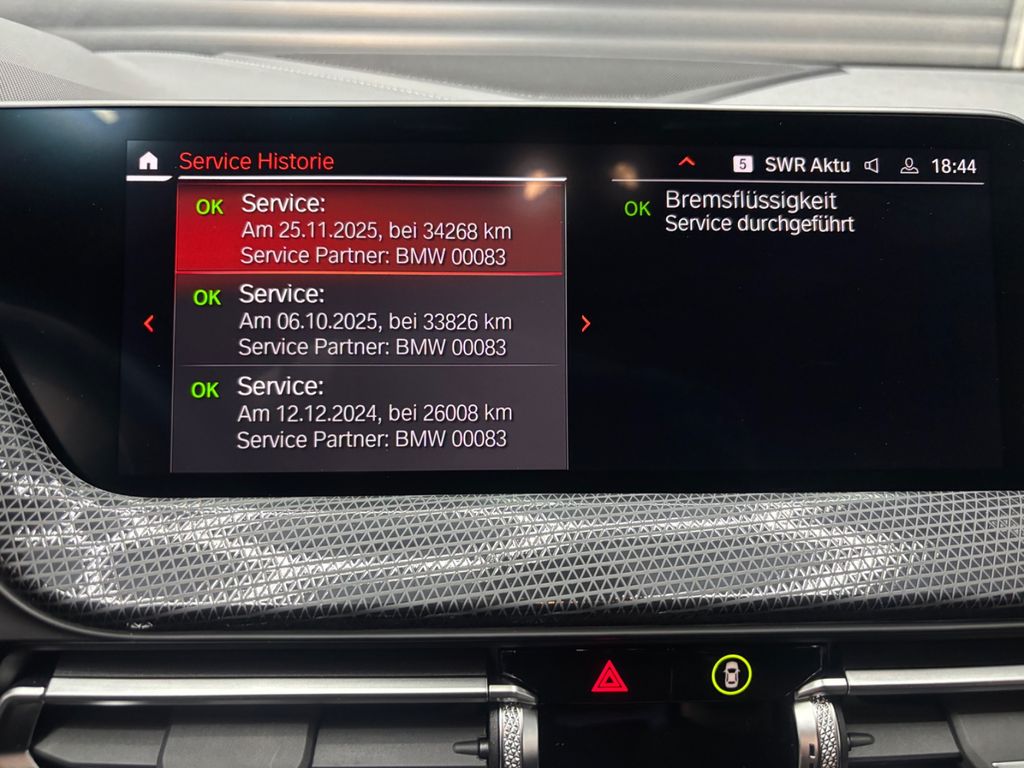 Service Historie
5 SWR Aktu 18:44
OK Service:
Am 25.11.2025, bei 34268 km
Service Partner: BMW 00083
OK Service:
Am 06.10.2025, bei 33826 km
Service Partner: BMW 00083
OK Service:
Am 12.12.2024, bei 26008 km
Service Partner: BMW 00083
OK Bremsflüssigkeit
Service durchgeführt